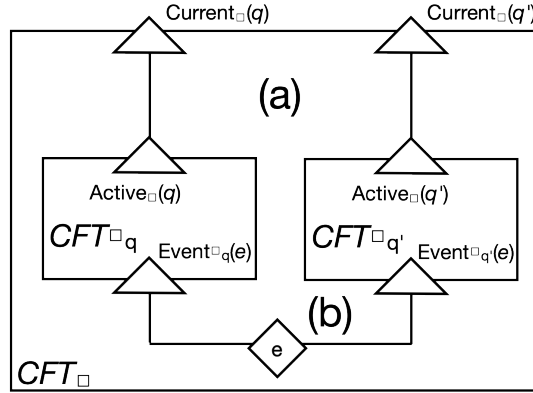 Current□(q)
Current□(q')
(a)
Active□(q)
Active□(q')
CFT□q
Event□q(e)
CFT□q'
Event□q'(e)
(b)
e
CFT□